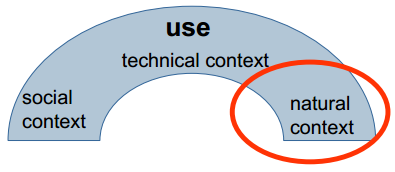 use
technical context
social
context
natural
context